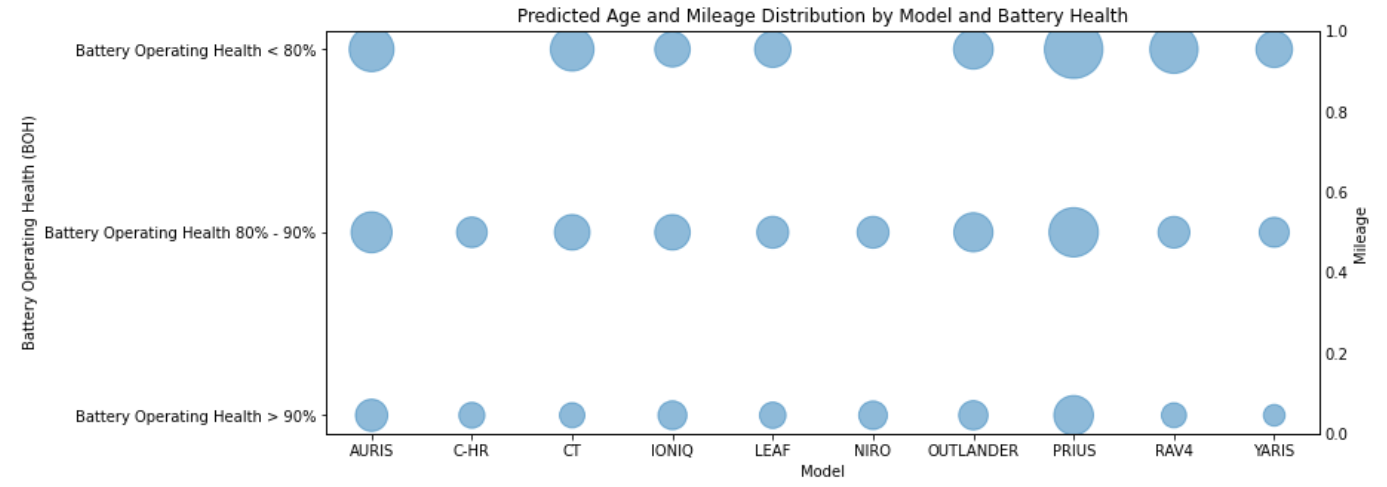 Predicted Age and Mileage Distribution by Model and Battery Health
Battery Operating Health (BOH)
Battery Operating Health < 80%
Battery Operating Health 80% - 90%
Battery Operating Health > 90%
1.0
0.8
0.6
0.4
0.2
0.0
Mileage
AURIS C-HR CT IONIQ LEAF NIRO OUTLANDER PRIUS RAV4 YARIS
Model